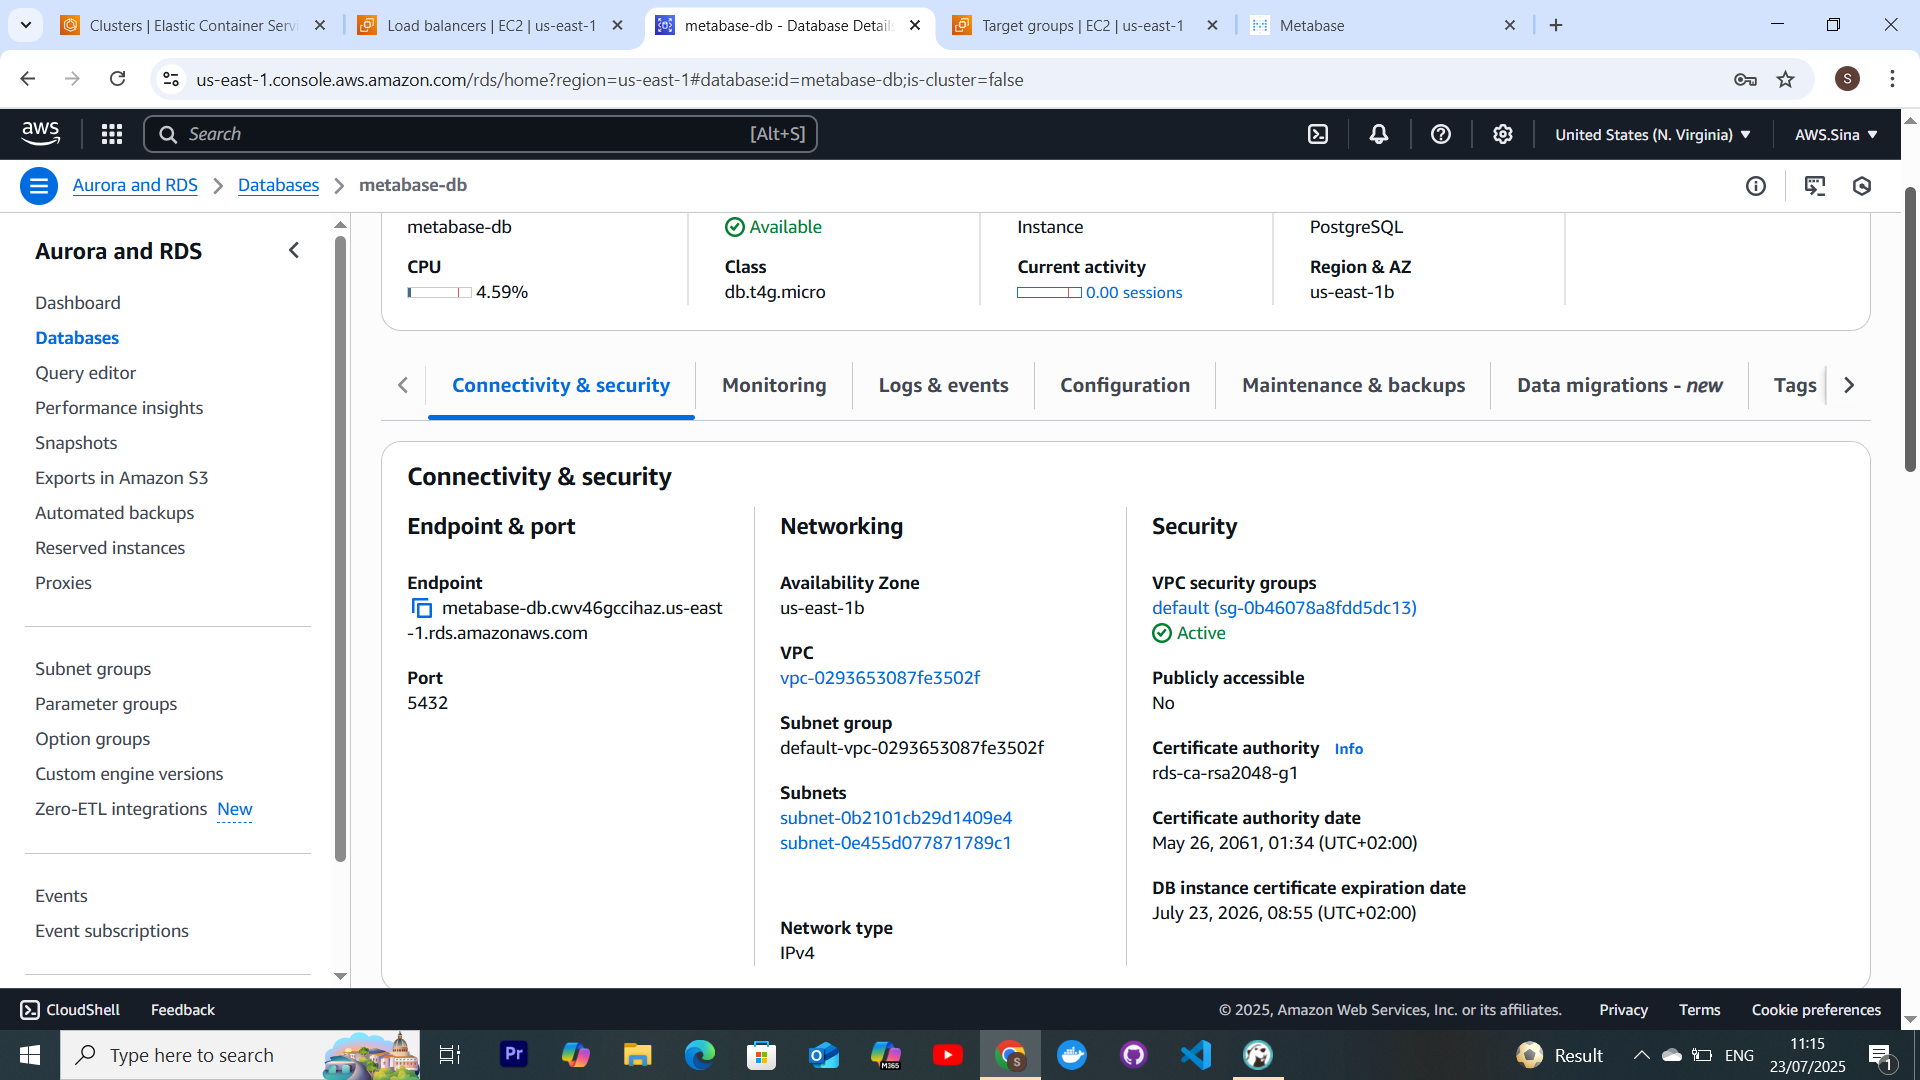 Clusters | Elastic Container Servi
Load balancers | EC2 | us-east-1
metabase-db - Database Details
Target groups | EC2 | us-east-1
Metabase
us-east-1.console.aws.amazon.com/rds/home?region=us-east-1#database:id=metabase-db;is-cluster=false
S
aws
Search
[Alt+S]
United States (N. Virginia)
AWS.Sina
Aurora and RDS
Databases
metabase-db
Aurora and RDS
Dashboard
Databases
Query editor
Performance insights
Snapshots
Exports in Amazon S3
Automated backups
Reserved instances
Proxies
Subnet groups
Parameter groups
Option groups
Custom engine versions
Zero-ETL integrations New
Events
Event subscriptions
metabase-db
Available
Instance
PostgreSQL
CPU
4.59%
Class
db.t4g.micro
Current activity
0.00 sessions
Region & AZ
us-east-1b
Connectivity & security
Monitoring
Logs & events
Configuration
Maintenance & backups
Data migrations - new
Tags
Connectivity & security
Endpoint & port
Endpoint
metabase-db.cwv46gccihaz.us-east
-1.rds.amazonaws.com
Port
5432
Networking
Availability Zone
us-east-1b
VPC
vpc-0293653087fe3502f
Subnet group
default-vpc-0293653087fe3502f
Subnets
subnet-0b2101cb29d1409e4
subnet-0e455d077871789c1
Network type
IPv4
Security
VPC security groups
default (sg-0b46078a8fdd5dc13)
Active
Publicly accessible
No
Certificate authority Info
rds-ca-rsa2048-g1
Certificate authority date
May 26, 2061, 01:34 (UTC+02:00)
DB instance certificate expiration date
July 23, 2026, 08:55 (UTC+02:00)
CloudShell
Feedback
© 2025, Amazon Web Services, Inc. or its affiliates.
Privacy
Terms
Cookie preferences
Type here to search
Pr
M365
S
Result
ENG
11:15
23/07/2025
1